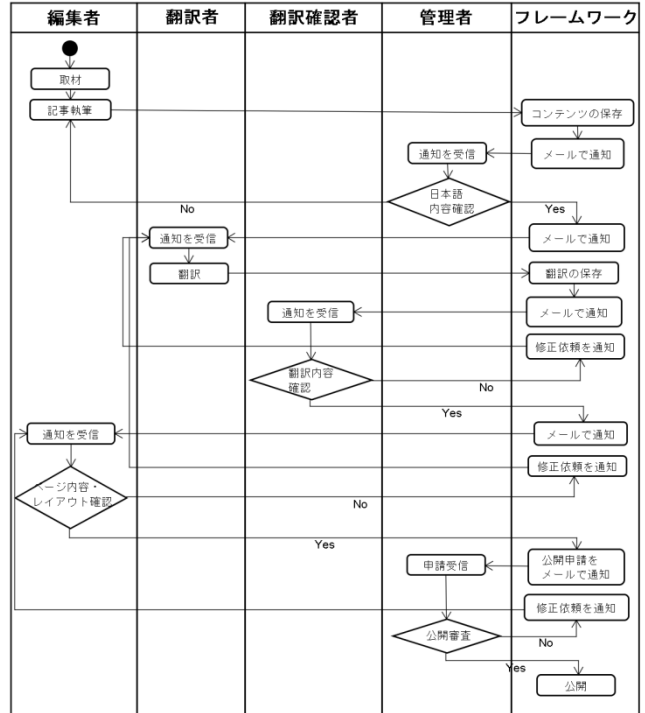 編集者 翻訳者 翻訳確認者 管理者 フレームワーク
取材
記事執筆
コンテンツの保存
通知を受信
メールで通知
日本語
内容確認
No
Yes
通知を受信
メールで通知
翻訳
翻訳の保存
通知を受信
メールで通知
修正依頼を通知
翻訳内容
確認
No
Yes
通知を受信
メールで通知
修正依頼を通知
ページ内容・
レイアウト確認
No
Yes
申請受信
公開申請を
メールで通知
修正依頼を通知
公開審査
No
Yes
公開